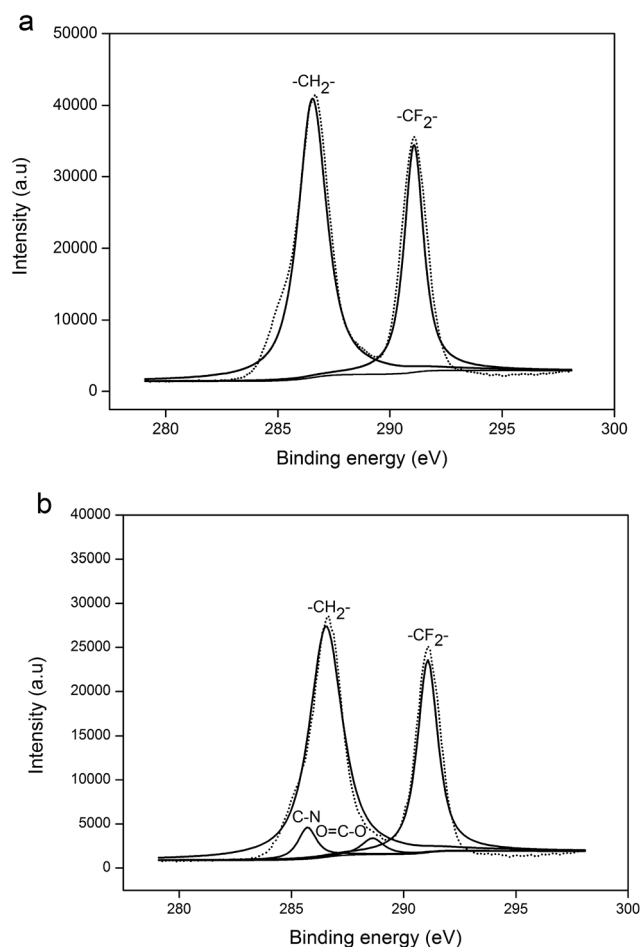 a
50000
40000
30000
20000
10000
0
Intensity (a.u)
-CH2-
-CF2-
280
285
290
295
300
Binding energy (eV)
b
40000
35000
30000
25000
20000
15000
10000
5000
0
Intensity (a.u)
-CH2-
-CF2-
C-N
O=C-O
280
285
290
295
300
Binding energy (eV)